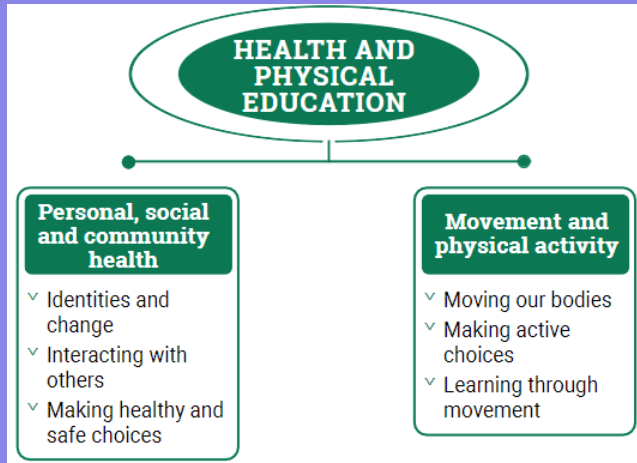 HEALTH AND
PHYSICAL
EDUCATION
Personal, social
and community
health
Identities and
change
Interacting with
others
Making healthy and
safe choices
Movement and
physical activity
Moving our bodies
Making active
choices
Learning through
movement